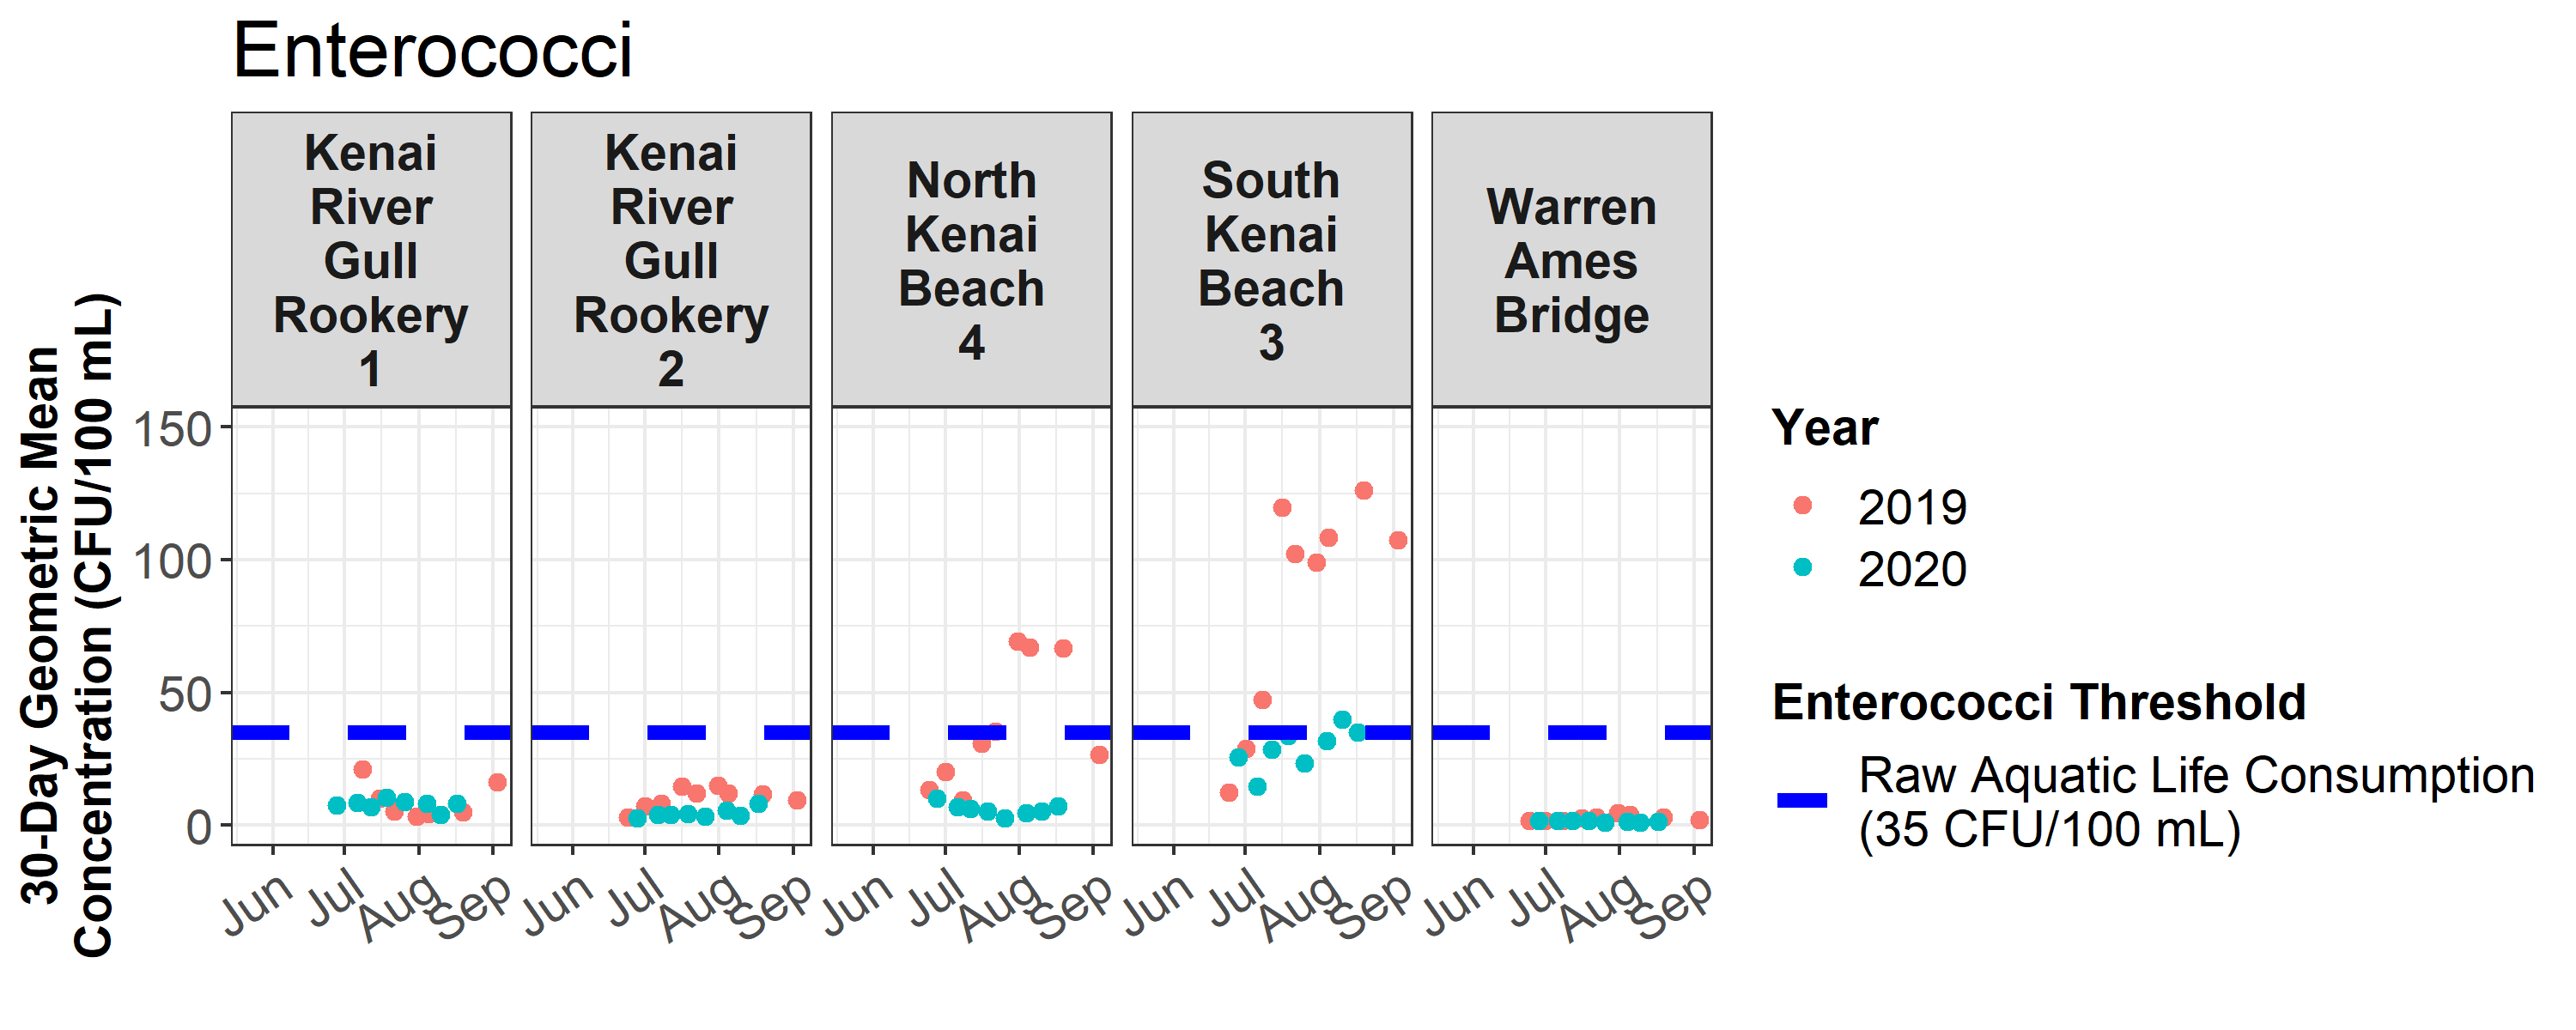 Enterococci
Kenai
River
Gull
Rookery
1
Kenai
River
Gull
Rookery
2
North
Kenai
Beach
4
South
Kenai
Beach
3
Warren
Ames
Bridge
30-Day Geometric Mean
Concentration (CFU/100 mL)
150
100
50
0
Jun Jul Aug Sep
Jun Jul Aug Sep
Jun Jul Aug Sep
Jun Jul Aug Sep
Jun Jul Aug Sep
Year
2019
2020
Enterococci Threshold
Raw Aquatic Life Consumption
(35 CFU/100 mL)